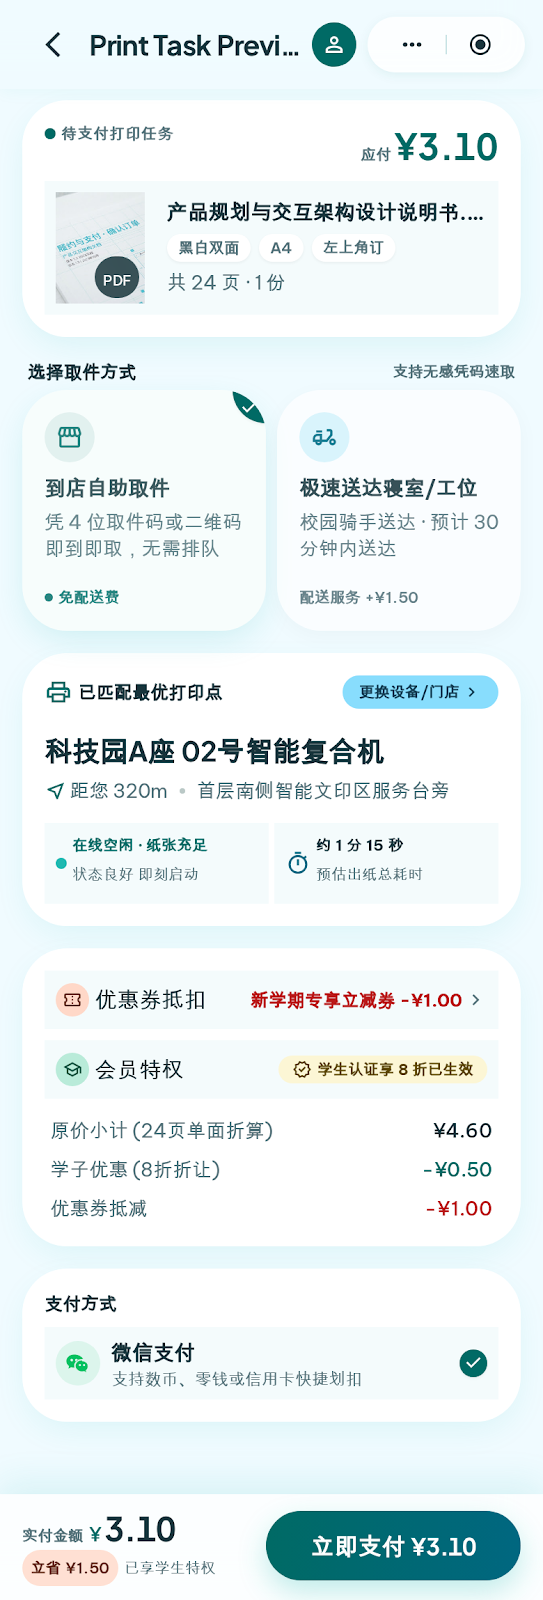 Print Task Previ...
待支付打印任务
应付 ¥3.10
履约与支付·确认订单
PDF
产品规划与交互架构设计说明书....
黑白双面 A4 左上角订
共 24 页 · 1 份
选择取件方式 支持无感凭码速取
到店自助取件
凭 4 位取件码或二维码
即到即取，无需排队
免配送费
极速送达寝室/工位
校园骑手送达 · 预计 30
分钟内送达
配送服务 +¥1.50
已匹配最优打印点 更换设备/门店
科技园A座 02号智能复合机
距您 320m • 首层南侧智能文印区服务台旁
在线空闲 · 纸张充足
状态良好 即刻启动
约 1 分 15 秒
预估出纸总耗时
优惠券抵扣 新学期专享立减券 -¥1.00
会员特权 学生认证享 8 折已生效
原价小计 (24页单面折算) ¥4.60
学子优惠 (8折折让) -¥0.50
优惠券抵减 -¥1.00
支付方式
微信支付
支持数币、零钱或信用卡快捷划扣
实付金额 ¥3.10
立省 ¥1.50 已享学生特权
立即支付 ¥3.10